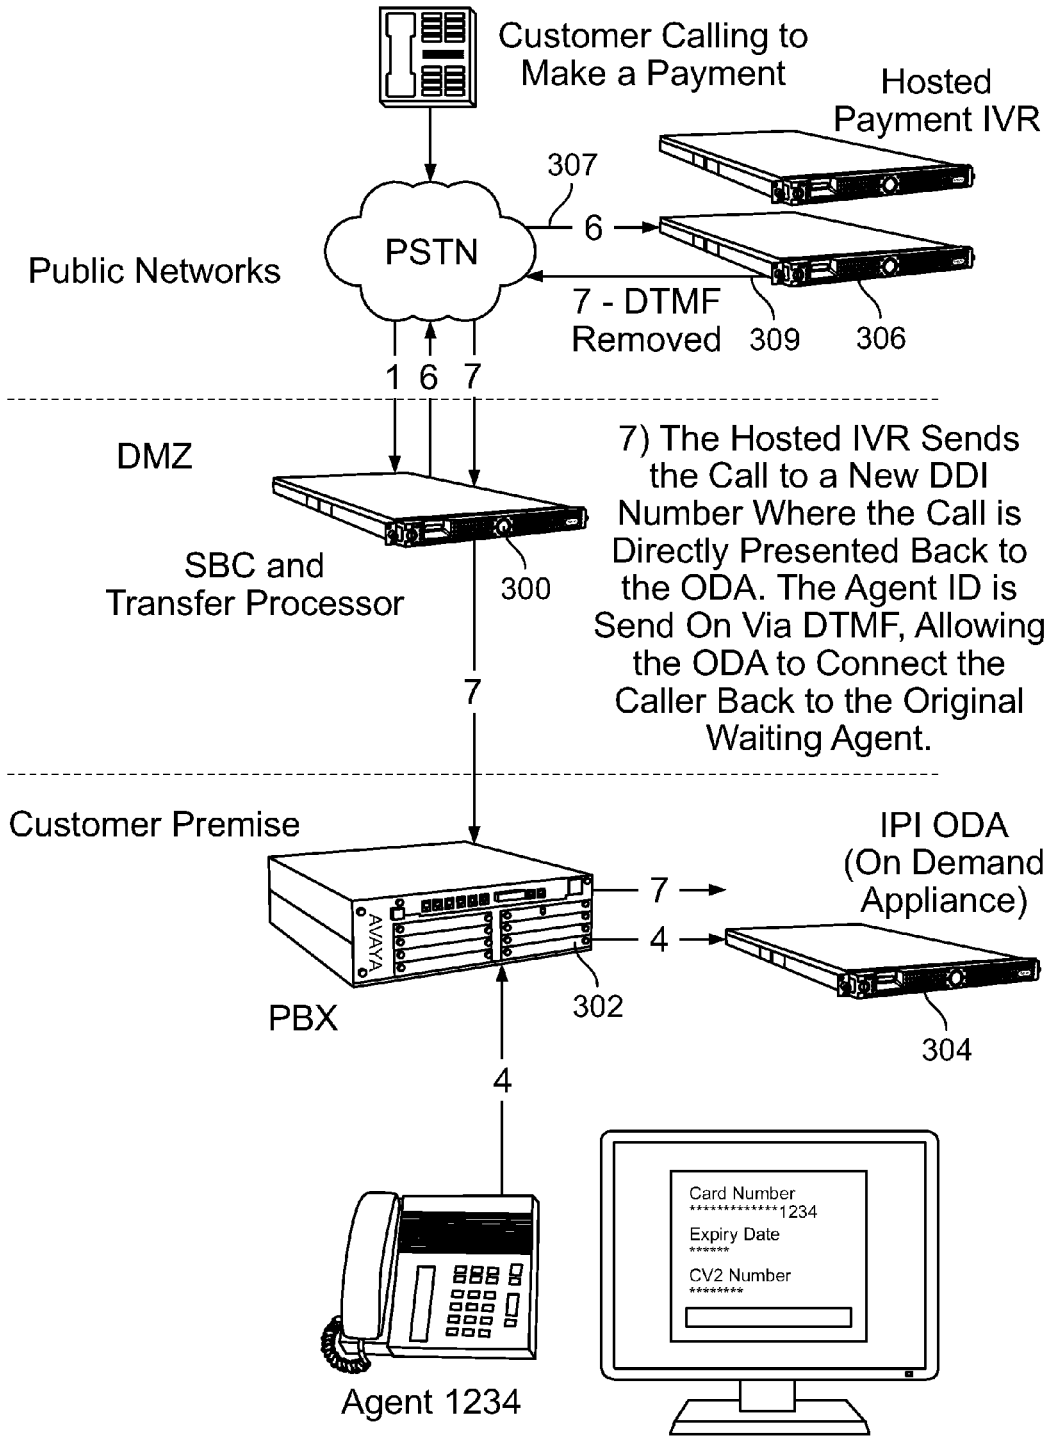 Customer Calling to
Make a Payment
Hosted
Payment IVR
307
PSTN
6
Public Networks
7 - DTMF
Removed
309
306
1
6
7
DMZ
SBC and
Transfer Processor
300
7) The Hosted IVR Sends
the Call to a New DDI
Number Where the Call is
Directly Presented Back to
the ODA. The Agent ID is
Send On Via DTMF, Allowing
the ODA to Connect the
Caller Back to the Original
Waiting Agent.
7
Customer Premise
IPI ODA
(On Demand
Appliance)
AVAYA
7
4
PBX
302
304
4
Card Number
*************1234
Expiry Date
******
CV2 Number
********
Agent 1234